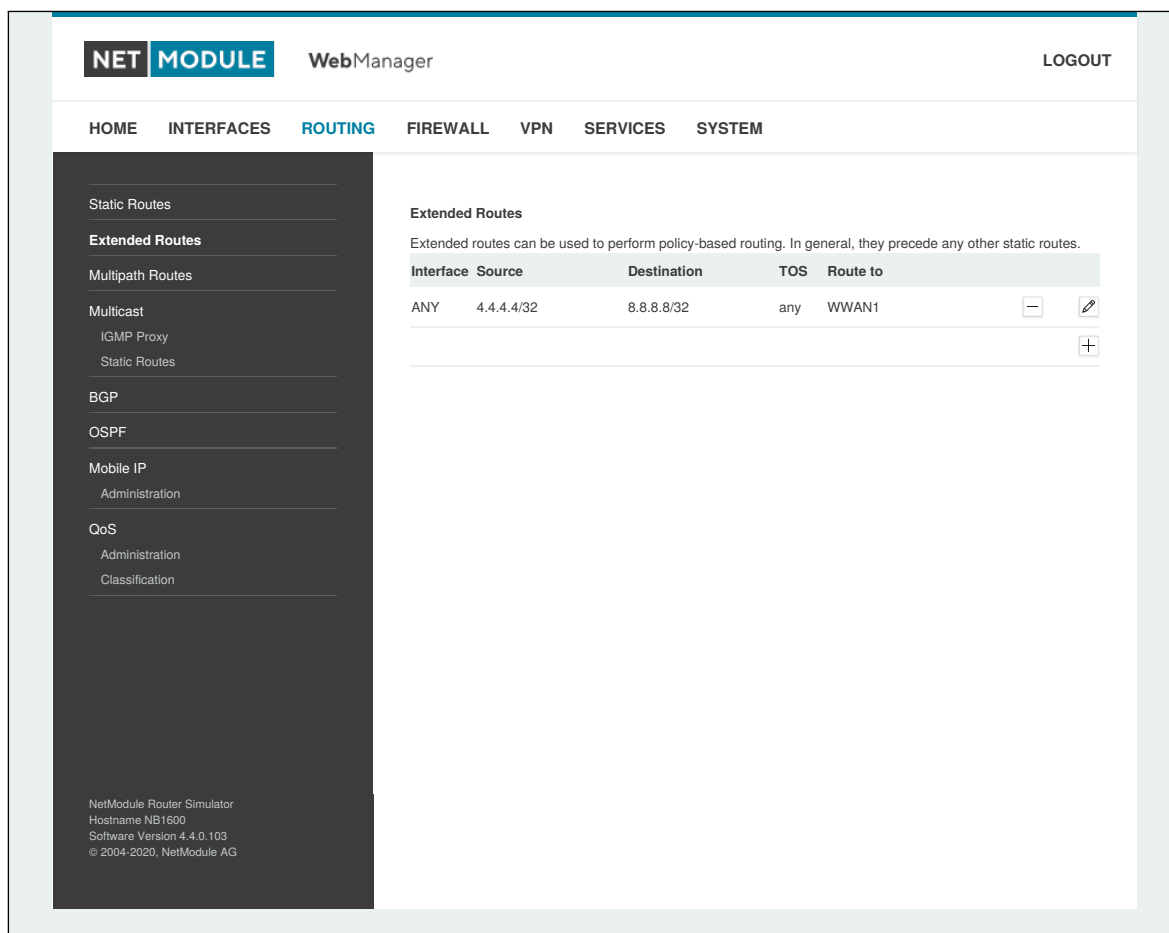 NET MODULE WebManager LOGOUT
HOME INTERFACES ROUTING FIREWALL VPN SERVICES SYSTEM
Static Routes
Extended Routes
Multipath Routes
Multicast
IGMP Proxy
Static Routes
BGP
OSPF
Mobile IP
Administration
QoS
Administration
Classification
NetModule Router Simulator
Hostname NB1600
Software Version 4.4.0.103
© 2004-2020, NetModule AG
Extended Routes
Extended routes can be used to perform policy-based routing. In general, they precede any other static routes.
Interface Source Destination TOS Route to
ANY 4.4.4.4/32 8.8.8.8/32 any WWAN1